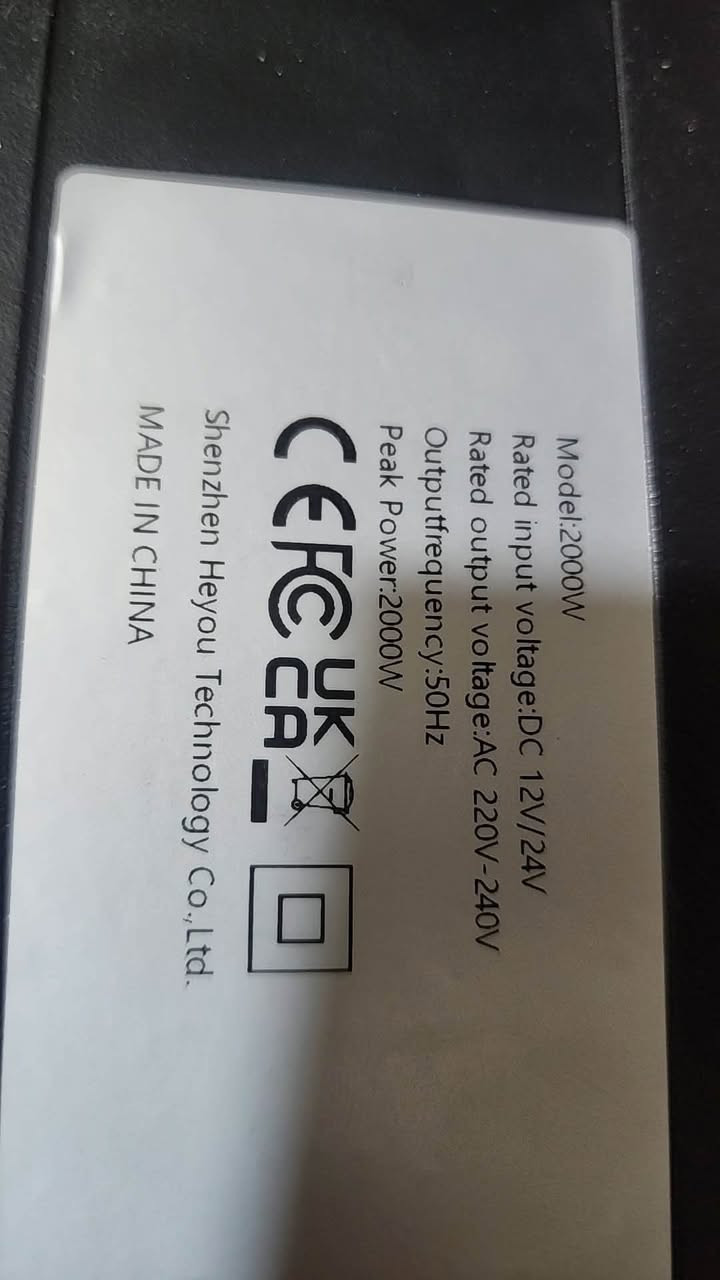 Model:2000W
Rated input voltage:DC 12V/24V
Rated output voltage:AC 220V-240V
Outputfrequency:50Hz
Peak Power:2000W
CE FC UK
CA
Shenzhen Heyou Technology Co.,Ltd.
MADE IN CHINA